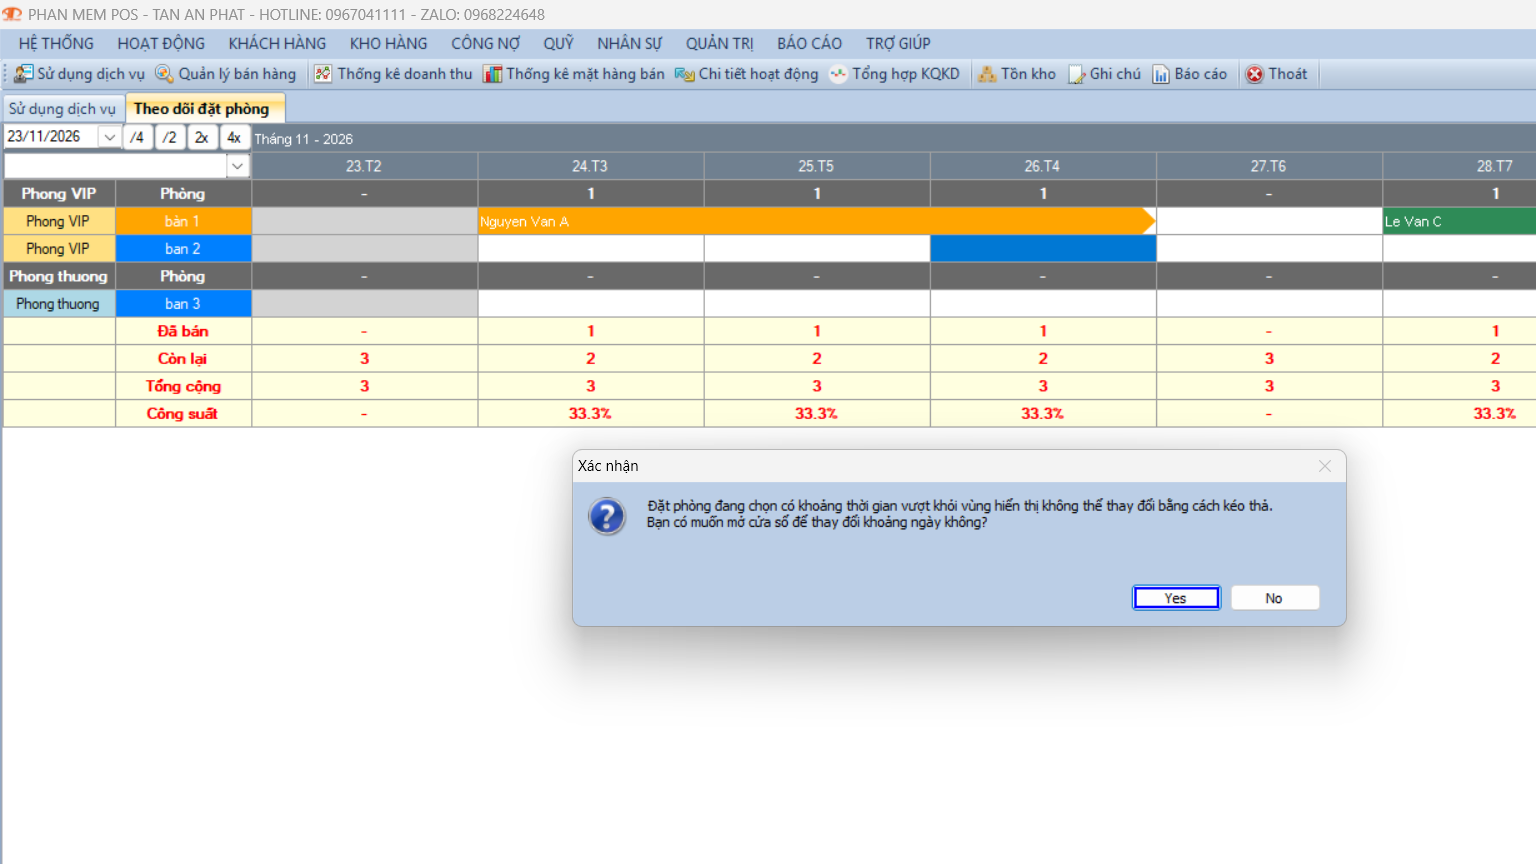 PHAN MEM POS - TAN AN PHAT - HOTLINE: 0967041111 - ZALO: 0968224648
HỆ THỐNG HOẠT ĐỘNG KHÁCH HÀNG KHO HÀNG CÔNG NỢ QUỸ NHÂN SỰ QUẢN TRỊ BÁO CÁO TRỢ GIÚP
Sử dụng dịch vụ Quản lý bán hàng Thống kê doanh thu Thống kê mặt hàng bán Chi tiết hoạt động Tổng hợp KQKD Tồn kho Ghi chú Báo cáo Thoát
Sử dụng dịch vụ Theo dõi đặt phòng
23/11/2026 /4 /2 2x 4x Tháng 11 - 2026
23.T2 24.T3 25.T5 26.T4 27.T6 28.T7
Phong VIP Phòng - 1 1 1 - 1
Phong VIP bàn 1 Nguyen Van A Le Van C
Phong VIP ban 2
Phong thuong Phòng - - - - - -
Phong thuong ban 3
Đã bán - 1 1 1 - 1
Còn lại 3 2 2 2 3 2
Tổng cộng 3 3 3 3 3 3
Công suất - 33.3% 33.3% 33.3% - 33.3%
Xác nhận
Đặt phòng đang chọn có khoảng thời gian vượt khỏi vùng hiển thị không thể thay đổi bằng cách kéo thả.
Bạn có muốn mở cửa sổ để thay đổi khoảng ngày không?
Yes No